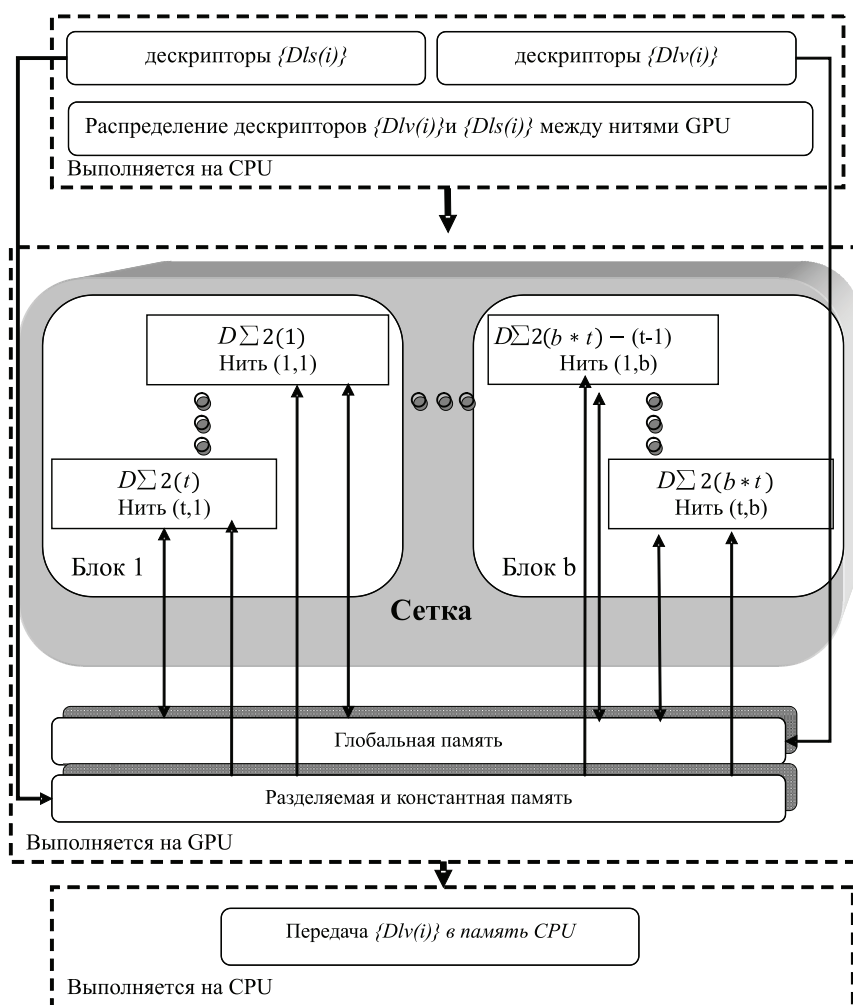 дескрипторы {Dls(i)}
дескрипторы {Dlv(i)}
Распределение дескрипторов {Dlv(i)}и {Dls(i)} между нитями GPU
Выполняется на CPU
D∑2(1)
Нить (1,1)
D∑2(b * t) − (t-1)
Нить (1,b)
D∑2(t)
Нить (t,1)
D∑2(b * t)
Нить (t,b)
Блок 1
Блок b
Сетка
Глобальная память
Разделяемая и константная память
Выполняется на GPU
Передача {Dlv(i)} в память CPU
Выполняется на CPU